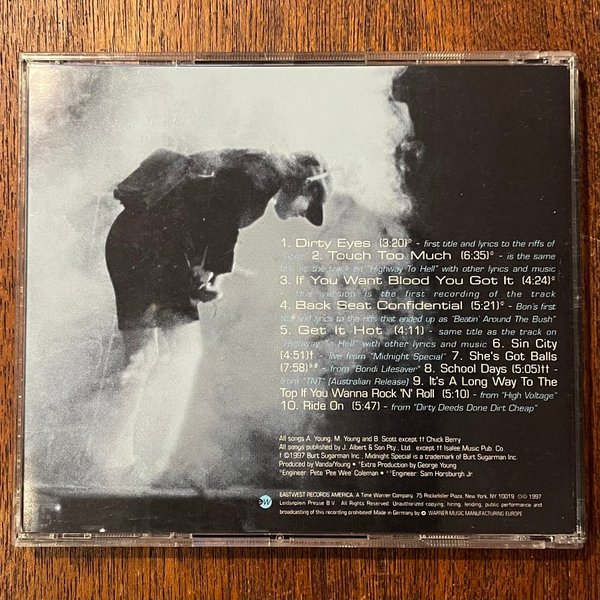 1. Dirty Eyes (3:20)° - first title and lyrics to the riffs of
2. Touch Too Much (6:35)° - is the same
title as the track on "Highway To Hell" with other lyrics and music
3. If You Want Blood You Got It (4:24)°
- this version is the first recording of the track
4. Back Seat Confidential (5:21)° - Bon's first
and lyrics to the riffs that ended up as "Beatin' Around The Bush"
5. Get It Hot (4:11) - same title as the track on
"Highway To Hell" with other lyrics and music 6. Sin City
(4:51)† - live from "Midnight Special" 7. She's Got Balls
(7:58)** - from "Bondi Lifesaver" 8. School Days (5:05)†† -
from "TNT" (Australian Release) 9. It's A Long Way To The
Top If You Wanna Rock 'N' Roll (5:10) - from "High Voltage"
10. Ride On (5:47) - from "Dirty Deeds Done Dirt Cheap"
All songs A. Young, M. Young and B. Scott except †† Chuck Berry
All songs published by J. Albert & Son Pty., Ltd. except †† Isalee Music Pub. Co.
† ©1997 Burt Sugarman Inc., Midnight Special is a trademark of Burt Sugarman Inc.
Produced by Vanda/Young • °Extra Production by George Young
°Engineer: Pete 'Pee Wee' Coleman • **Engineer: Sam Horsburgh Jr.
ew
EASTWEST RECORDS AMERICA. A Time Warner Company. 75 Rockefeller Plaza, New York, NY 10019 ℗© 1997
Leidseplein Presse B.V. All Rights Reserved. Unauthorized copying, hiring, lending, public performance and
broadcasting of this recording prohibited! Made in Germany by WARNER MUSIC MANUFACTURING EUROPE